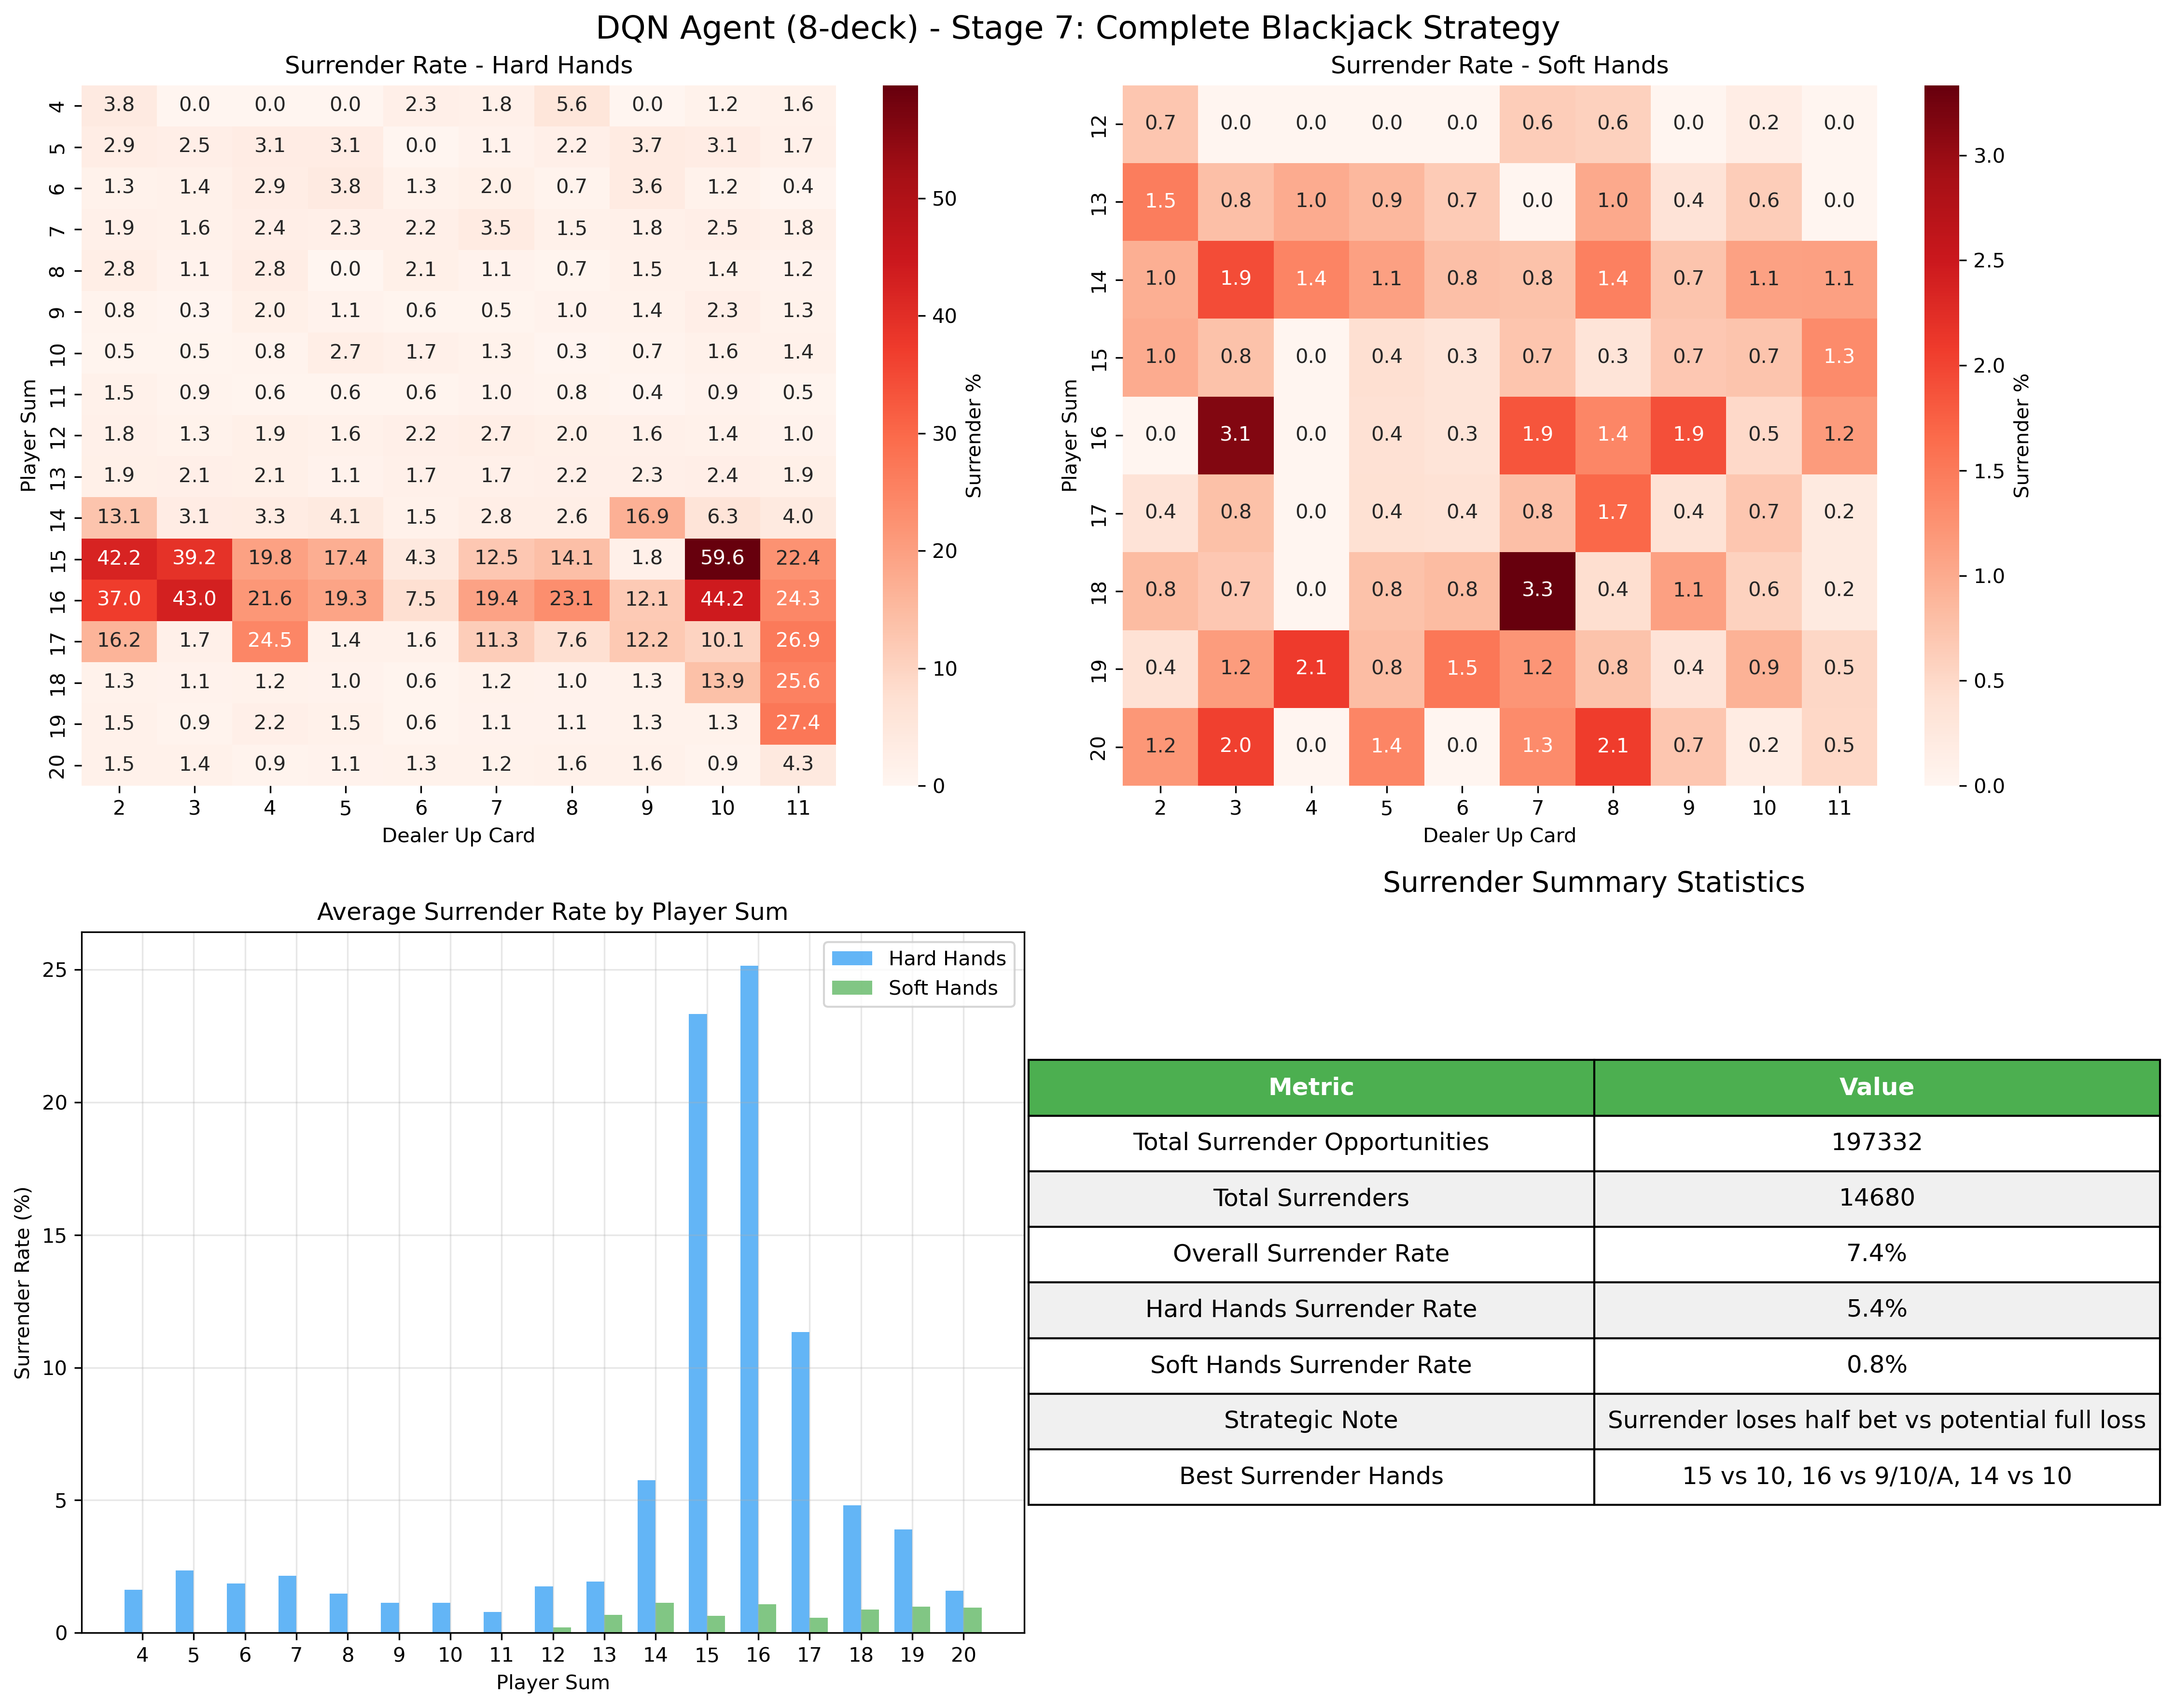 DQN Agent (8-deck) - Stage 7: Complete Blackjack Strategy
Surrender Rate - Hard Hands
Player Sum
4 3.8 0.0 0.0 0.0 2.3 1.8 5.6 0.0 1.2 1.6
5 2.9 2.5 3.1 3.1 0.0 1.1 2.2 3.7 3.1 1.7
6 1.3 1.4 2.9 3.8 1.3 2.0 0.7 3.6 1.2 0.4
7 1.9 1.6 2.4 2.3 2.2 3.5 1.5 1.8 2.5 1.8
8 2.8 1.1 2.8 0.0 2.1 1.1 0.7 1.5 1.4 1.2
9 0.8 0.3 2.0 1.1 0.6 0.5 1.0 1.4 2.3 1.3
10 0.5 0.5 0.8 2.7 1.7 1.3 0.3 0.7 1.6 1.4
11 1.5 0.9 0.6 0.6 0.6 1.0 0.8 0.4 0.9 0.5
12 1.8 1.3 1.9 1.6 2.2 2.7 2.0 1.6 1.4 1.0
13 1.9 2.1 2.1 1.1 1.7 1.7 2.2 2.3 2.4 1.9
14 13.1 3.1 3.3 4.1 1.5 2.8 2.6 16.9 6.3 4.0
15 42.2 39.2 19.8 17.4 4.3 12.5 14.1 1.8 59.6 22.4
16 37.0 43.0 21.6 19.3 7.5 19.4 23.1 12.1 44.2 24.3
17 16.2 1.7 24.5 1.4 1.6 11.3 7.6 12.2 10.1 26.9
18 1.3 1.1 1.2 1.0 0.6 1.2 1.0 1.3 13.9 25.6
19 1.5 0.9 2.2 1.5 0.6 1.1 1.1 1.3 1.3 27.4
20 1.5 1.4 0.9 1.1 1.3 1.2 1.6 1.6 0.9 4.3
2 3 4 5 6 7 8 9 10 11
Dealer Up Card
50
40
30
20
10
0
Surrender %
Surrender Rate - Soft Hands
Player Sum
12 0.7 0.0 0.0 0.0 0.0 0.6 0.6 0.0 0.2 0.0
13 1.5 0.8 1.0 0.9 0.7 0.0 1.0 0.4 0.6 0.0
14 1.0 1.9 1.4 1.1 0.8 0.8 1.4 0.7 1.1 1.1
15 1.0 0.8 0.0 0.4 0.3 0.7 0.3 0.7 0.7 1.3
16 0.0 3.1 0.0 0.4 0.3 1.9 1.4 1.9 0.5 1.2
17 0.4 0.8 0.0 0.4 0.4 0.8 1.7 0.4 0.7 0.2
18 0.8 0.7 0.0 0.8 0.8 3.3 0.4 1.1 0.6 0.2
19 0.4 1.2 2.1 0.8 1.5 1.2 0.8 0.4 0.9 0.5
20 1.2 2.0 0.0 1.4 0.0 1.3 2.1 0.7 0.2 0.5
2 3 4 5 6 7 8 9 10 11
Dealer Up Card
3.0
2.5
2.0
1.5
1.0
0.5
0.0
Surrender %
Average Surrender Rate by Player Sum
Surrender Rate (%)
25
20
15
10
5
0
Hard Hands
Soft Hands
4 5 6 7 8 9 10 11 12 13 14 15 16 17 18 19 20
Player Sum
Surrender Summary Statistics
Metric Value
Total Surrender Opportunities 197332
Total Surrenders 14680
Overall Surrender Rate 7.4%
Hard Hands Surrender Rate 5.4%
Soft Hands Surrender Rate 0.8%
Strategic Note Surrender loses half bet vs potential full loss
Best Surrender Hands 15 vs 10, 16 vs 9/10/A, 14 vs 10